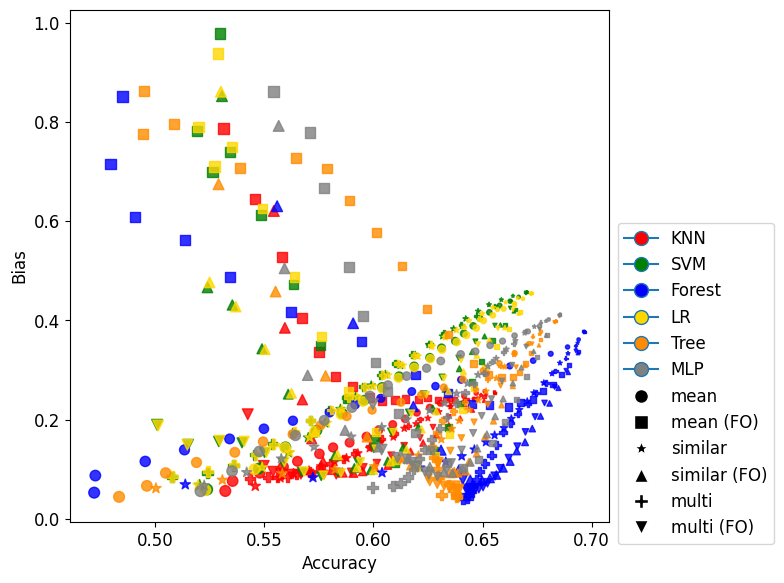 1.0
0.8
0.6
0.4
0.2
0.0
Bias
0.50 0.55 0.60 0.65 0.70
Accuracy
KNN
SVM
Forest
LR
Tree
MLP
mean
mean (FO)
similar
similar (FO)
multi
multi (FO)